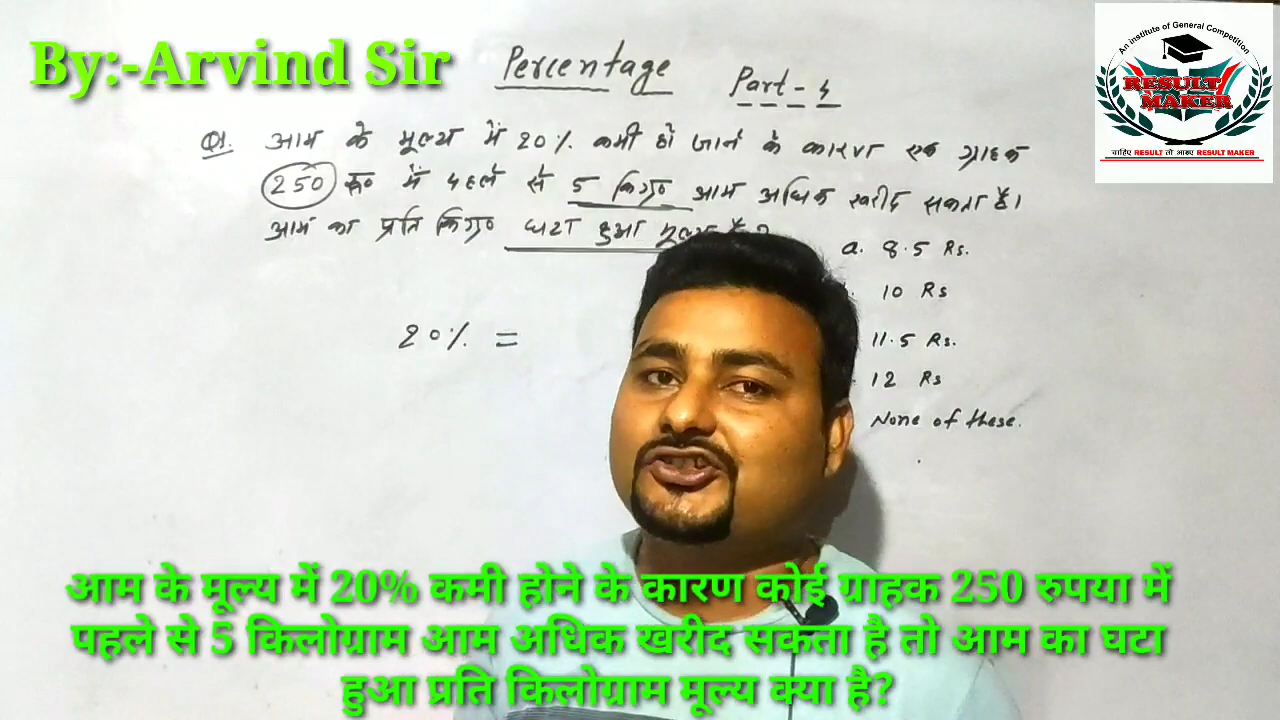 By:-Arvind Sir
Percentage Part-4
An institute of General Competition
RESULT
MAKER
चाहिए RESULT तो आइए RESULT MAKER
Q1. आम के मूल्य में 20% कमी हो जाने के कारण एक ग्राहक
250 रू० में पहले से 5 किग्रा० आम अधिक खरीद सकता है।
आम का प्रति किग्रा० घटा हुआ मूल्य है?
a. 8.5 Rs.
10 Rs
11.5 Rs.
12 Rs
None of these.
20% =
आम के मूल्य में 20% कमी होने के कारण कोई ग्राहक 250 रुपया में
पहले से 5 किलोग्राम आम अधिक खरीद सकता है तो आम का घटा
हुआ प्रति किलोग्राम मूल्य क्या है?